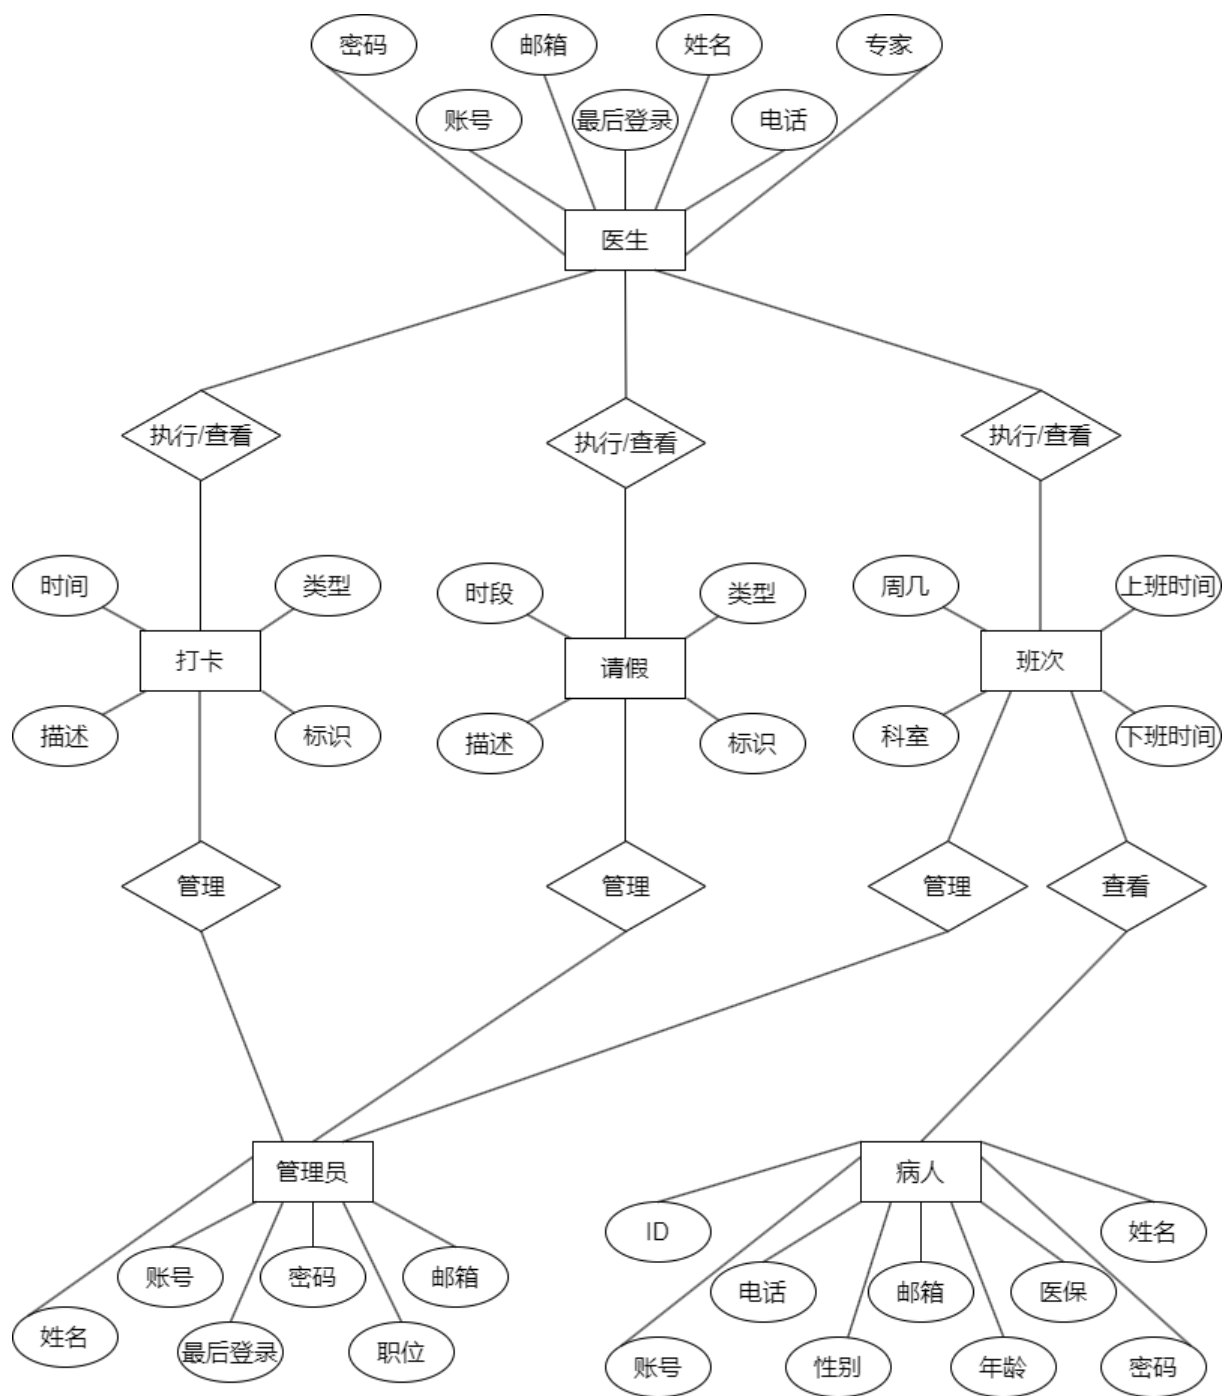 密码
邮箱
姓名
专家
账号
最后登录
电话
医生
执行/查看
执行/查看
执行/查看
时间
类型
时段
类型
周几
上班时间
打卡
请假
班次
描述
标识
描述
标识
科室
下班时间
管理
管理
管理
查看
管理员
病人
ID
姓名
账号
密码
邮箱
电话
邮箱
医保
姓名
最后登录
职位
账号
性别
年龄
密码